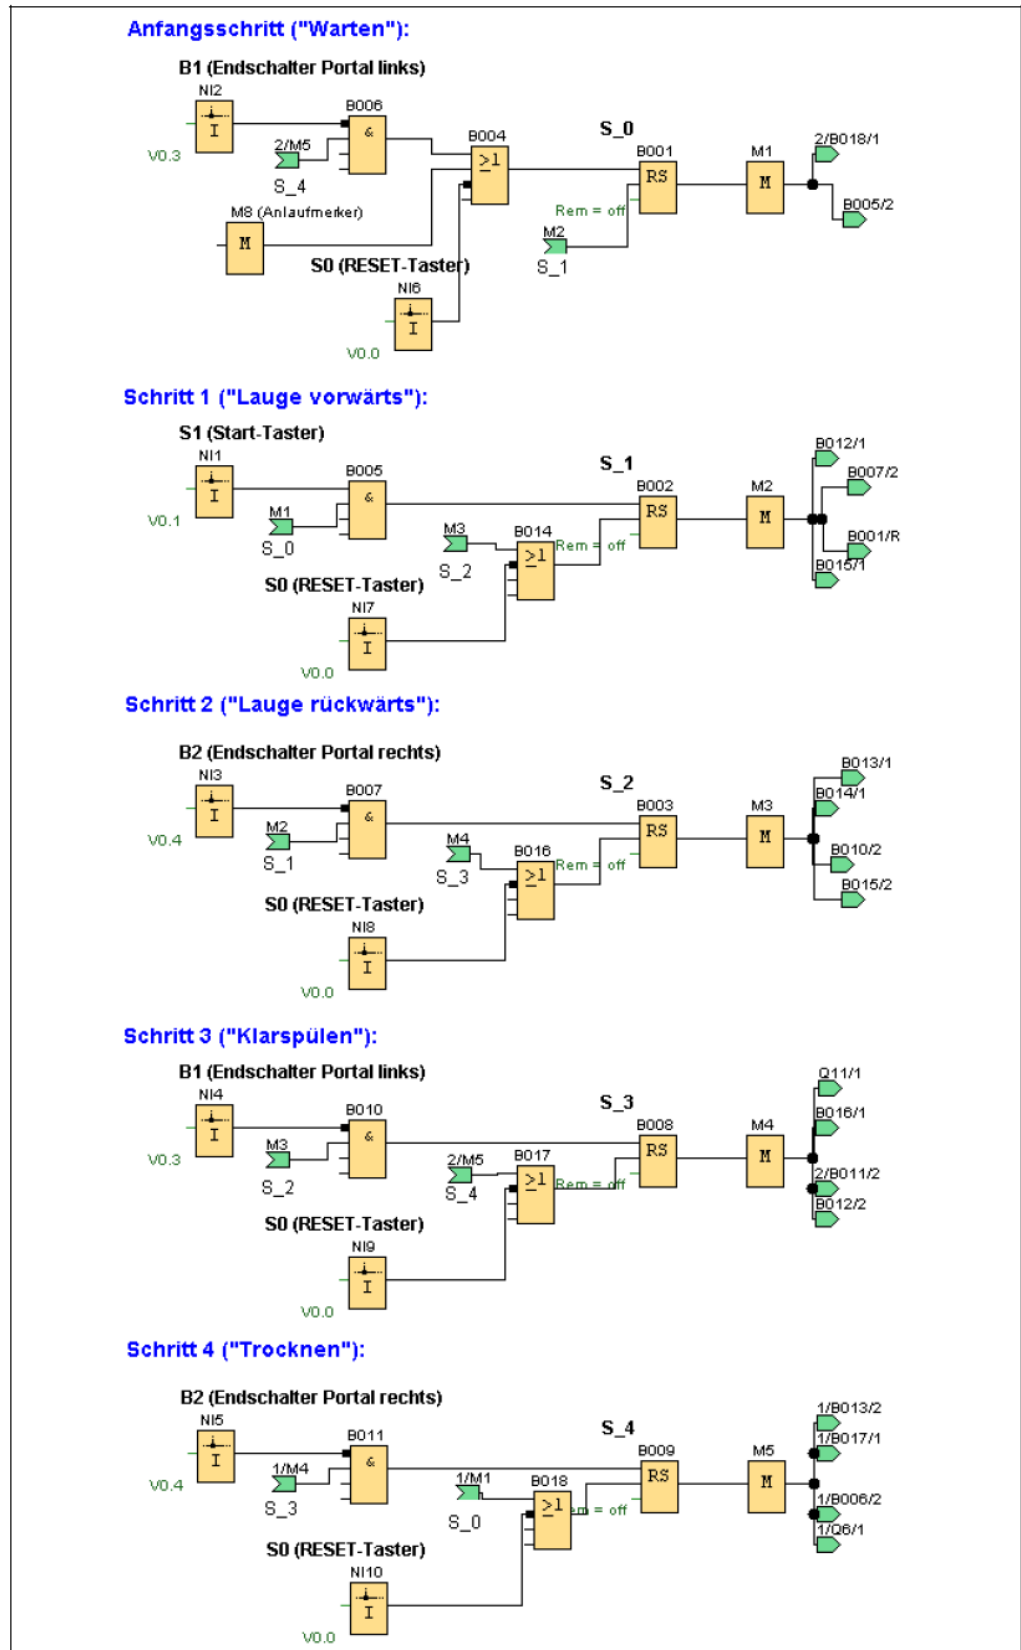 Anfangsschritt ("Warten"):
B1 (Endschalter Portal links)
NI2
I
V0.3
B006
&
2/M5
S_4
M8 (Anlaufmerker)
M
B004
≥1
S0 (RESET-Taster)
NI6
I
V0.0
S_0
B001
RS
Rem = off
M2
S_1
M1
M
2/B018/1
B005/2
Schritt 1 ("Lauge vorwärts"):
S1 (Start-Taster)
NI1
I
V0.1
B005
&
M1
S_0
M3
S_2
B014
≥1
S0 (RESET-Taster)
NI7
I
V0.0
S_1
B002
RS
Rem = off
M2
M
B012/1
B007/2
B001/R
B015/1
Schritt 2 ("Lauge rückwärts"):
B2 (Endschalter Portal rechts)
NI3
I
V0.4
B007
&
M2
S_1
M4
S_3
B016
≥1
S0 (RESET-Taster)
NI8
I
V0.0
S_2
B003
RS
Rem = off
M3
M
B013/1
B014/1
B010/2
B015/2
Schritt 3 ("Klarspülen"):
B1 (Endschalter Portal links)
NI4
I
V0.3
B010
&
M3
S_2
2/M5
S_4
B017
≥1
S0 (RESET-Taster)
NI9
I
V0.0
S_3
B008
RS
Rem = off
M4
M
Q11/1
B016/1
2/B011/2
B012/2
Schritt 4 ("Trocknen"):
B2 (Endschalter Portal rechts)
NI5
I
V0.4
B011
&
1/M4
S_3
1/M1
S_0
B018
≥1
S0 (RESET-Taster)
NI10
I
V0.0
S_4
B009
RS
em = off
M5
M
1/B013/2
1/B017/1
1/B006/2
1/Q6/1